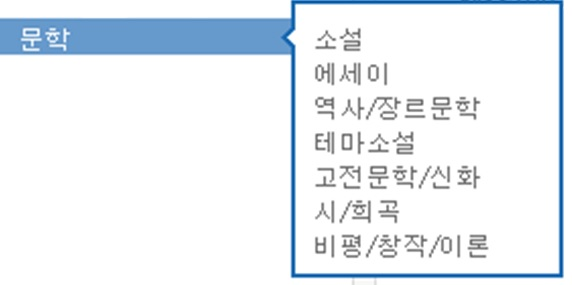 문학
소설
에세이
역사/장르문학
테마소설
고전문학/신화
시/희곡
비평/창작/이론